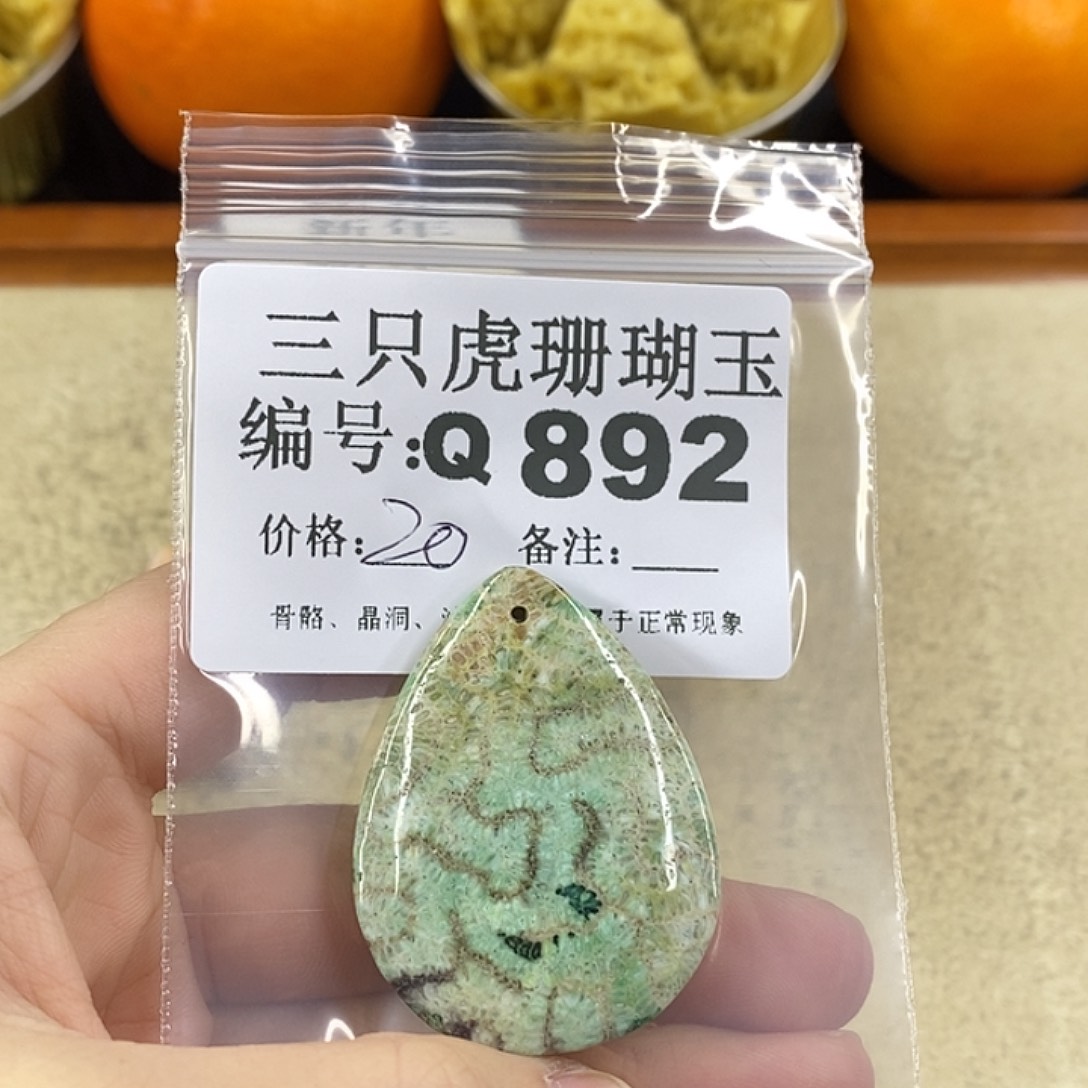 三只虎珊瑚玉
编号:Q 892
价格:20 备注:___
骨骼、晶洞、 于正常现象